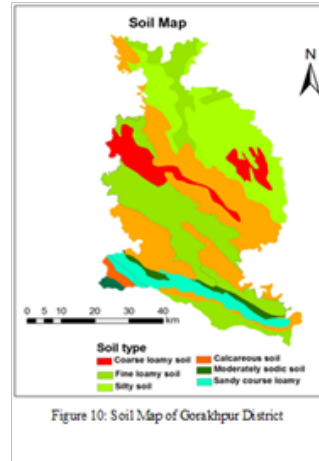 Soil Map
N
0 5 10 20 30 40
km
Soil type
Coarse loamy soil
Calcareous soil
Fine loamy soil
Moderately sodic soil
Silty soil
Sandy course loamy
Figure 10: Soil Map of Gorakhpur District